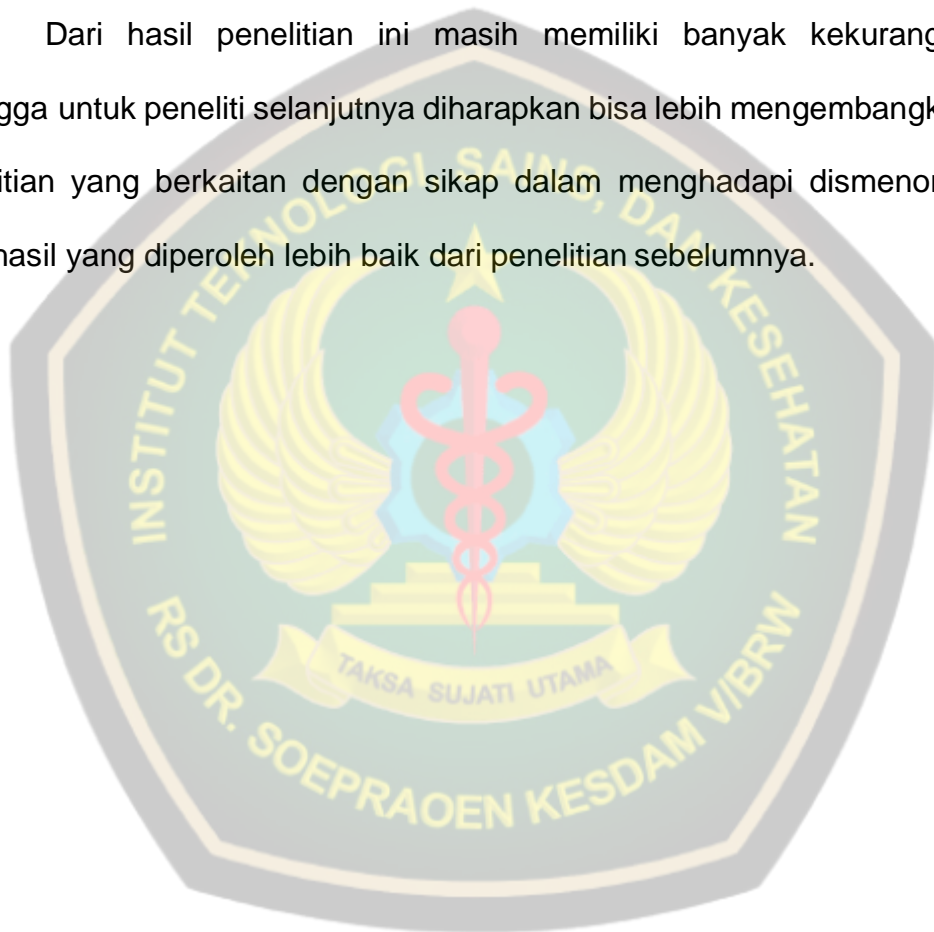 Dari hasil penelitian ini masih memiliki banyak kekurang
gga untuk peneliti selanjutnya diharapkan bisa lebih mengembangk
itian yang berkaitan dengan sikap dalam menghadapi dismenor
hasil yang diperoleh lebih baik dari penelitian sebelumnya.
INSTITUT TEKNOLOGI, SAINS, DAN KESEHATAN
TAKSA SUJATI UTAMA
RS DR. SOEPRAOEN KESDAM V/BRW